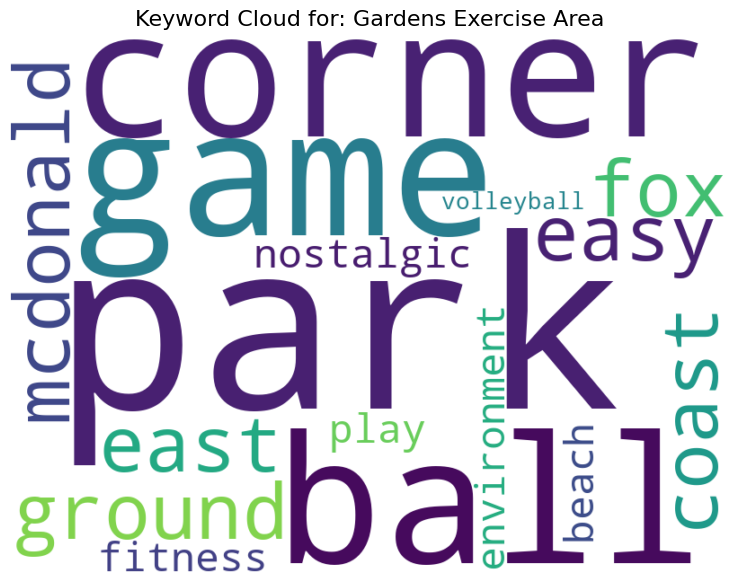 Keyword Cloud for: Gardens Exercise Area
corner
mcdonald
game
volleyball
fox
easy
nostalgic
park
coast
environment
play
east
ball
beach
ground
fitness